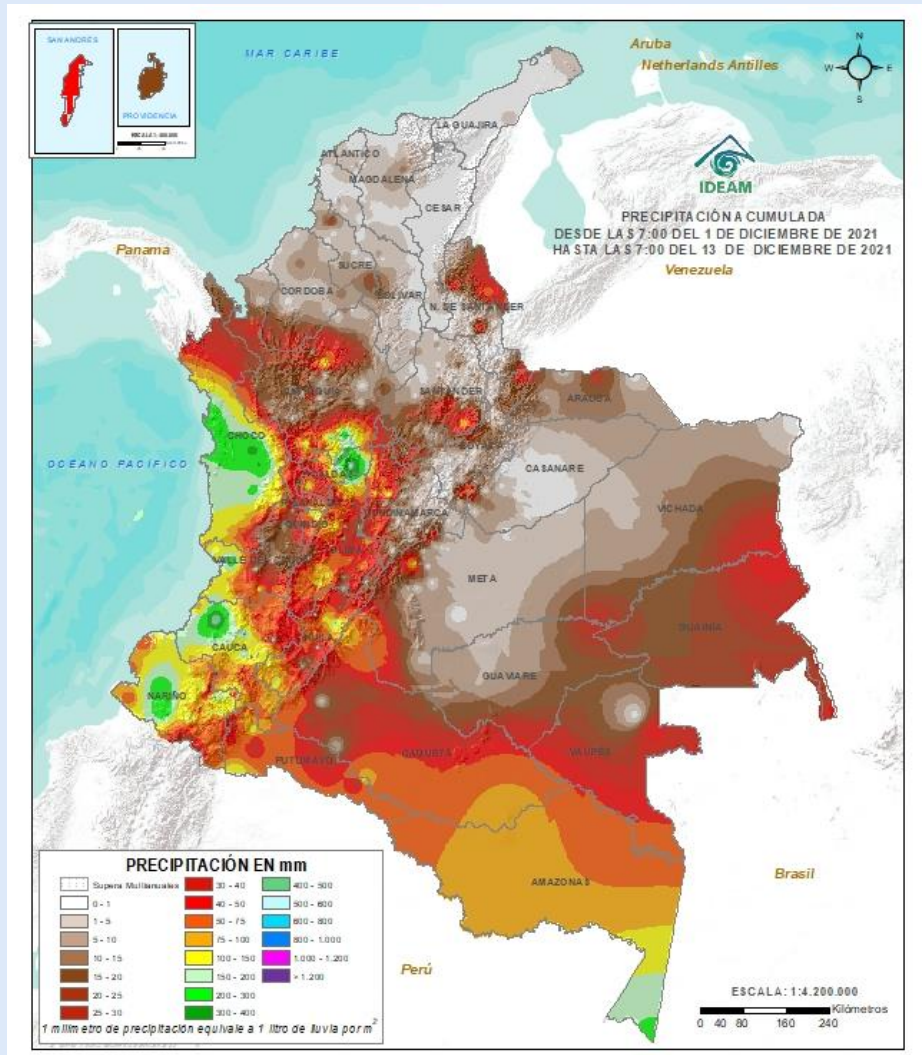 SAN ANDRÉS
PROVIDENCIA
MAR CARIBE
Aruba
Netherlands Antilles
N
W
E
S
LA GUAJIRA
ATLANTICO
MAGDALENA
CESAR
IDEAM
PRECIPITACIÓN A CUMULADA
DESDE LAS 7:00 DEL 1 DE DICIEMBRE DE 2021
HASTA LAS 7:00 DEL 13 DE DICIEMBRE DE 2021
Panama
Venezuela
SUCRE
CORDOBA
BOLIVAR
N. DE SANTANDER
SANTANDER
ARAUCA
CHOCO
OCÉANO PACÍFICO
CASANARE
VICHADA
META
CAUCA
GUAINIA
GUAVIARE
NARIÑO
CAQUETA
VAUPES
PUTUMAYO
AMAZONAS
Brasil
Perú
PRECIPITACIÓN EN mm
Supera Multianuales
0 - 1
1 - 5
5 - 10
10 - 15
15 - 20
20 - 25
25 - 30
30 - 40
40 - 50
50 - 75
75 - 100
100 - 150
150 - 200
200 - 300
300 - 400
400 - 500
500 - 600
600 - 800
800 - 1.000
1.000 - 1.200
> 1.200
1 milímetro de precipitación equivale a 1 litro de lluvia por m²
ESCALA: 1:4.200.000
Kilómetros
0 40 80 160 240